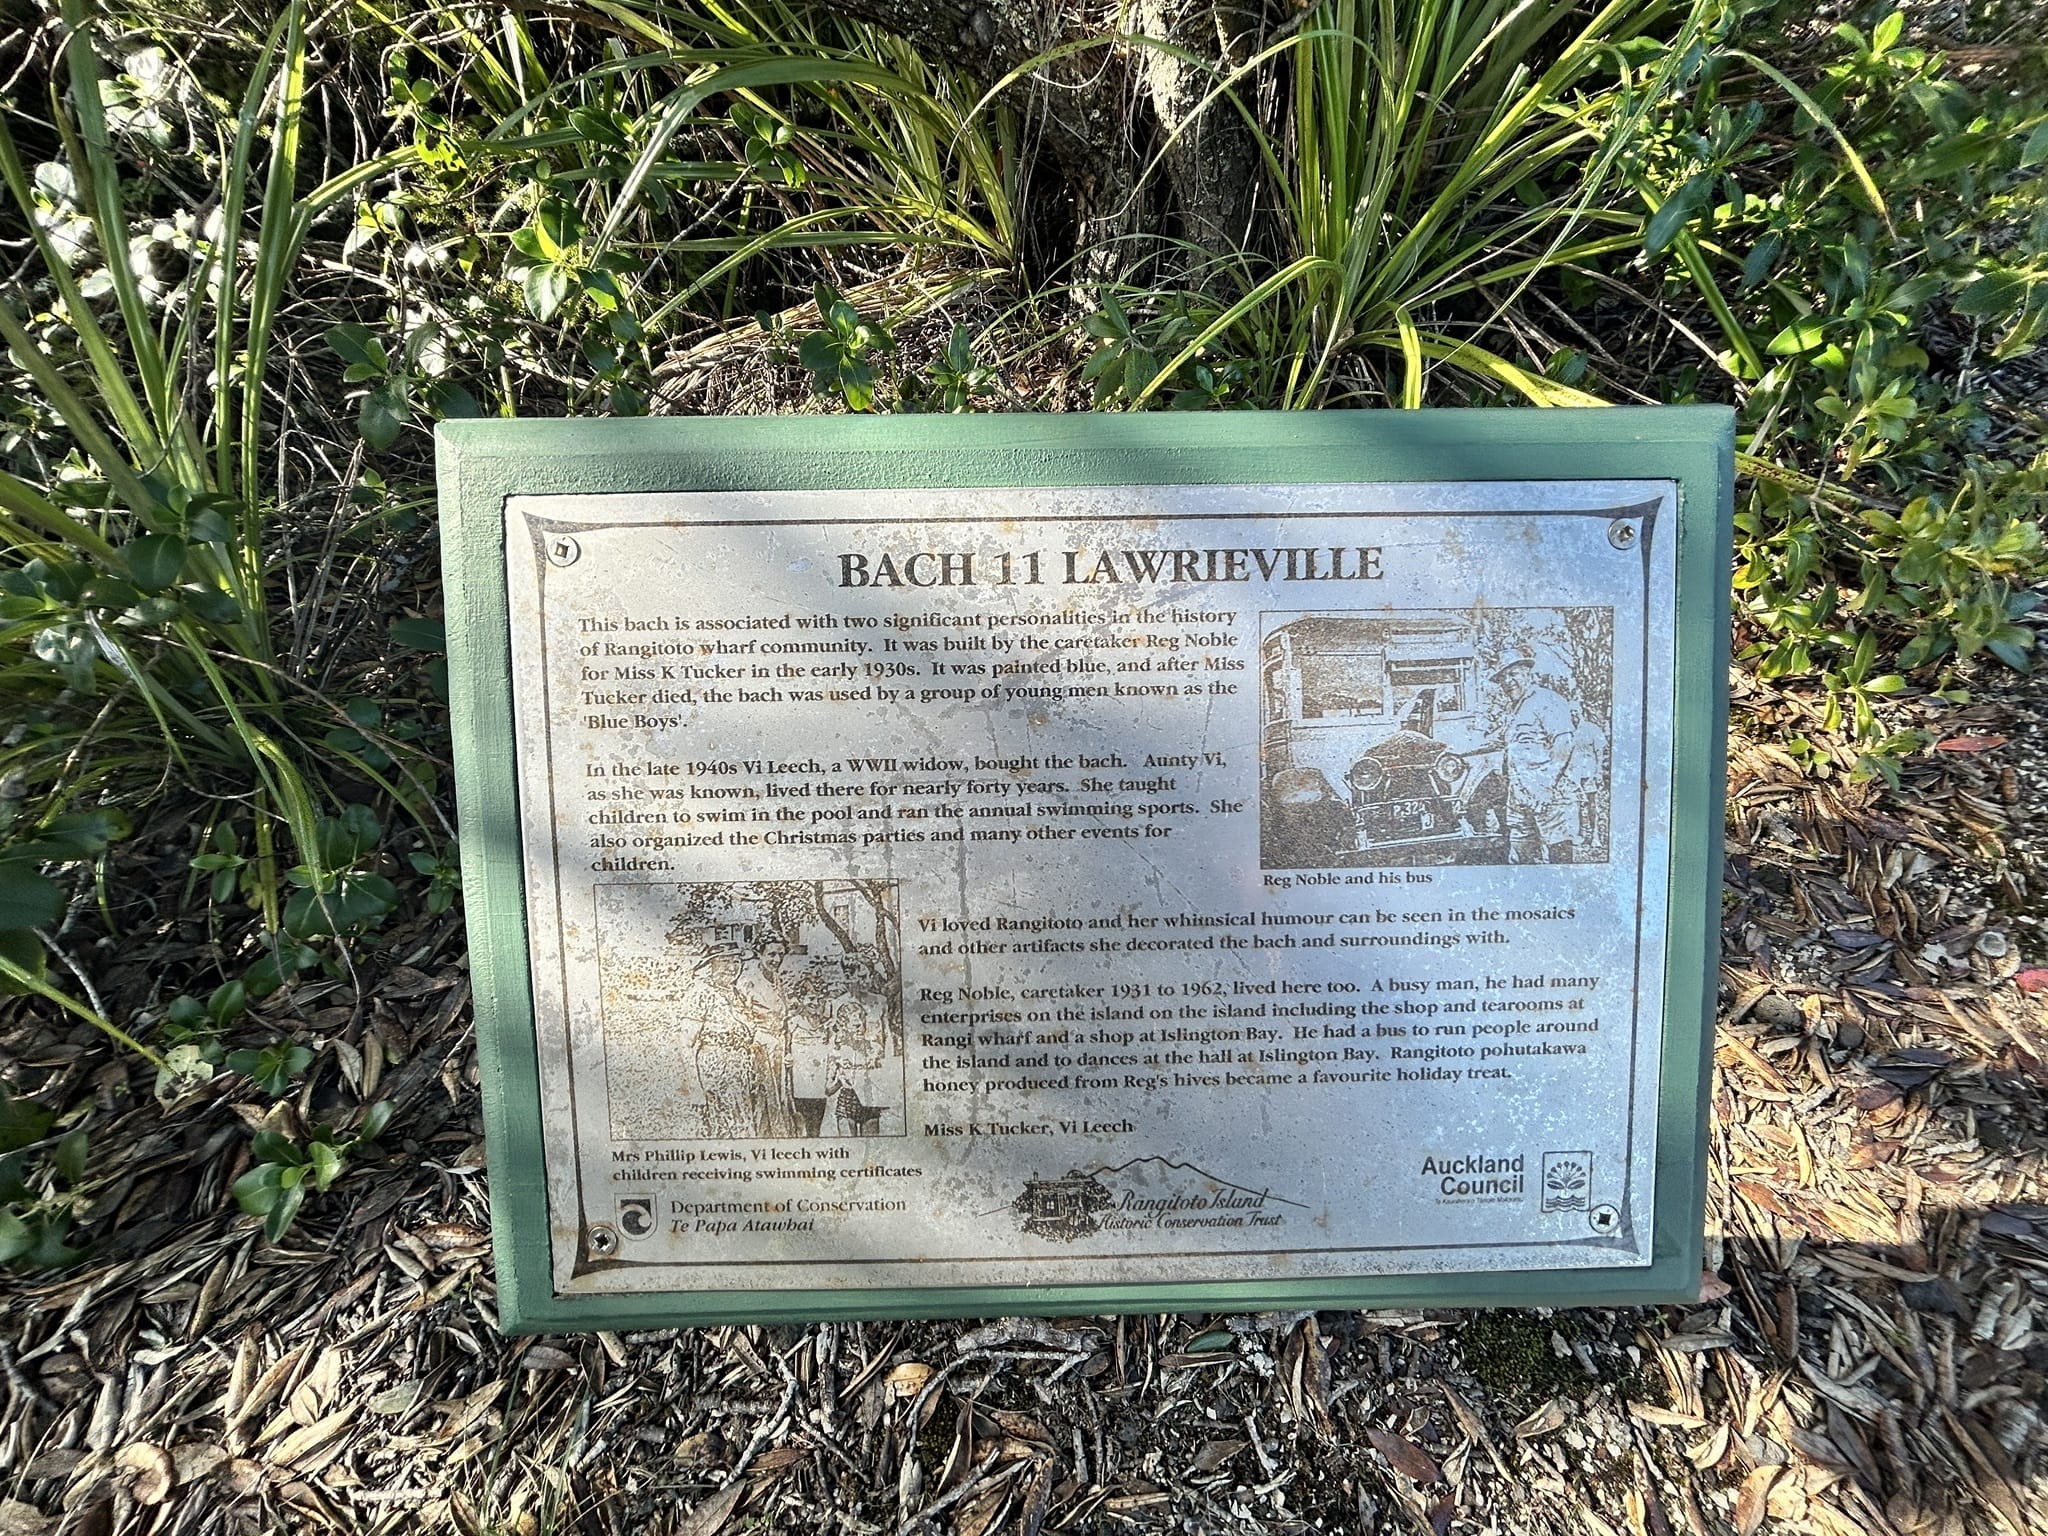 BACH 11 LAWRIEVILLE
This bach is associated with two significant personalities in the history
of Rangitoto wharf community. It was built by the caretaker Reg Noble
for Miss K Tucker in the early 1930s. It was painted blue, and after Miss
Tucker died, the bach was used by a group of young men known as the
'Blue Boys'.
In the late 1940s Vi Leech, a WWII widow, bought the bach. Aunty Vi,
as she was known, lived there for nearly forty years. She taught
children to swim in the pool and ran the annual swimming sports. She
also organized the Christmas parties and many other events for
children.
Reg Noble and his bus
Vi loved Rangitoto and her whimsical humour can be seen in the mosaics
and other artifacts she decorated the bach and surroundings with.
Reg Noble, caretaker 1931 to 1962, lived here too. A busy man, he had many
enterprises on the island on the island including the shop and tearooms at
Rangi wharf and a shop at Islington Bay. He had a bus to run people around
the island and to dances at the hall at Islington Bay. Rangitoto pohutakawa
honey produced from Reg's hives became a favourite holiday treat.
Miss K Tucker, Vi Leech
Mrs Phillip Lewis, Vi leech with
children receiving swimming certificates
Department of Conservation
Te Papa Atawhai
Rangitoto Island
Historic Conservation Trust
Auckland
Council